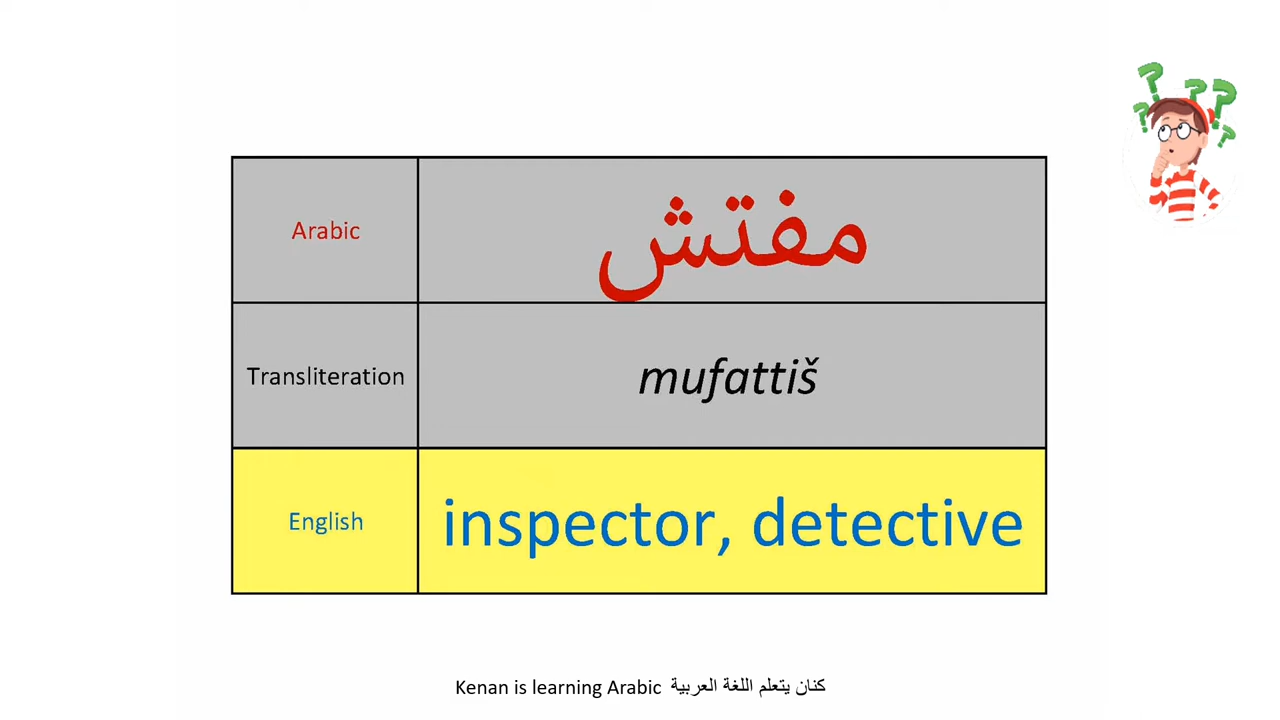 Arabic مفتش
Transliteration mufattiš
English inspector, detective
Kenan is learning Arabic كنان يتعلم اللغة العربية